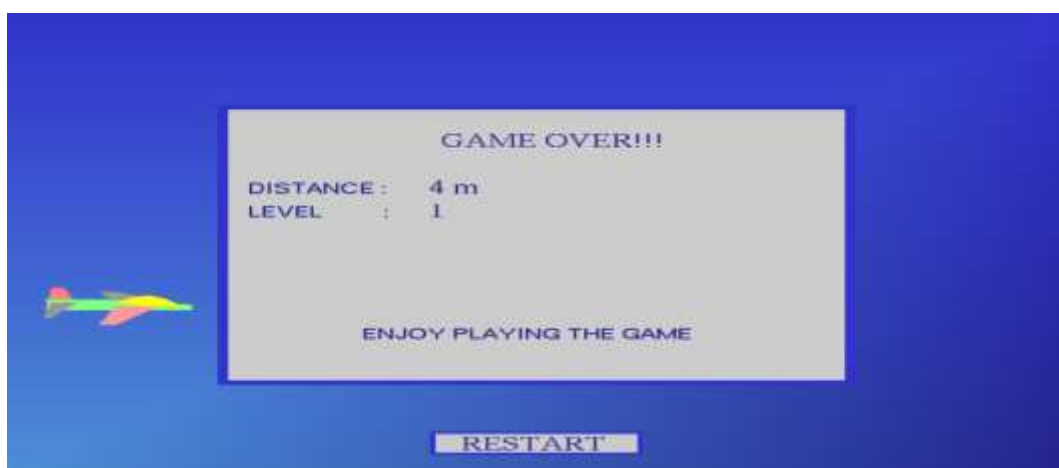 GAME OVER!!!
DISTANCE : 4 m
LEVEL : 1
ENJOY PLAYING THE GAME
RESTART